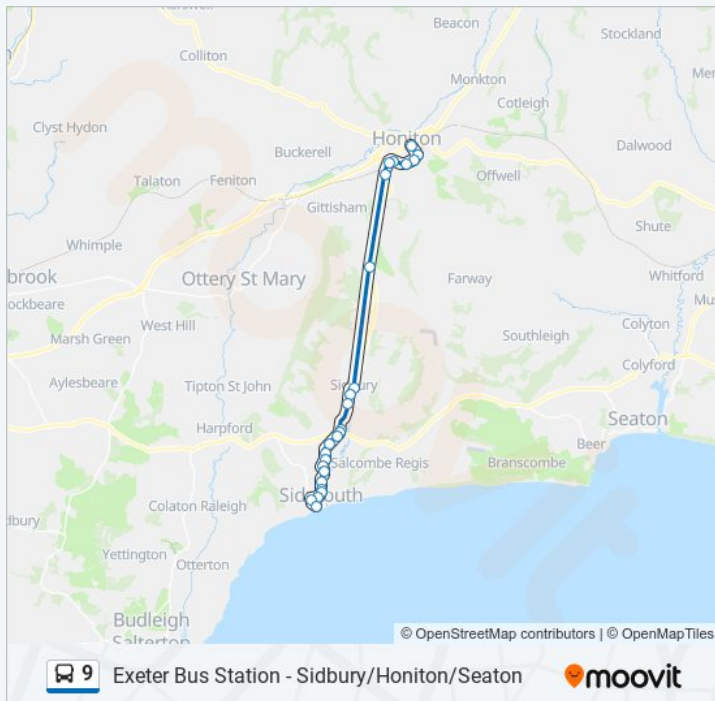 Beacon
Stockland
Colliton
Monkton
Cotleigh
Clyst Hydon
Honiton
Dalwood
Buckerell
Offwell
Talaton
Feniton
Gittisham
Shute
Whimple
brook
Ottery St Mary
Farway
Whitford
ockbeare
Mus
West Hill
Colyton
Marsh Green
Southleigh
Colyford
Aylesbeare
Tipton St John
Sidbury
Seaton
Harpford
Beer
Salcombe Regis
Branscombe
Sidmouth
dbury
Colaton Raleigh
Yettington
Otterton
Budleigh
Salterton
© OpenStreetMap contributors | © OpenMapTiles
9 Exeter Bus Station - Sidbury/Honiton/Seaton
moovit